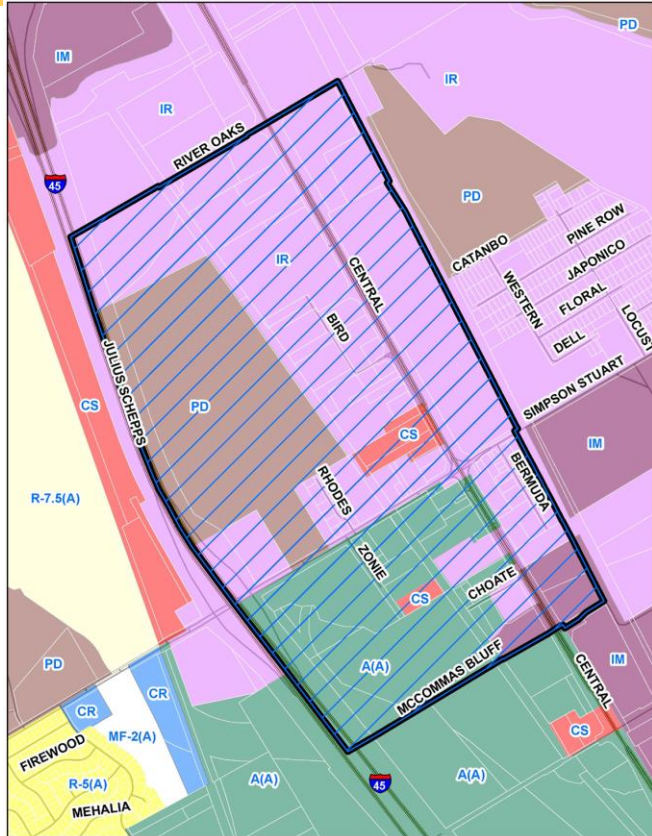 PD
IM
IR
IR
RIVER OAKS
45
PD
PINE ROW
CATANBO
JAPONICO
WESTERN
FLORAL
LOCUST
DELL
IR
CENTRAL
BIRD
JULIUS SCHEPPS
CS
PD
CS
SIMPSON STUART
IM
R-7.5(A)
RHODES
BERMUDA
ZONIE
CHOATE
CS
PD
A(A)
MCCOMMAS BLUFF
CENTRAL
IM
CR
CR
MF-2(A)
FIREWOOD
R-5(A)
MEHALIA
A(A)
45
A(A)
CS